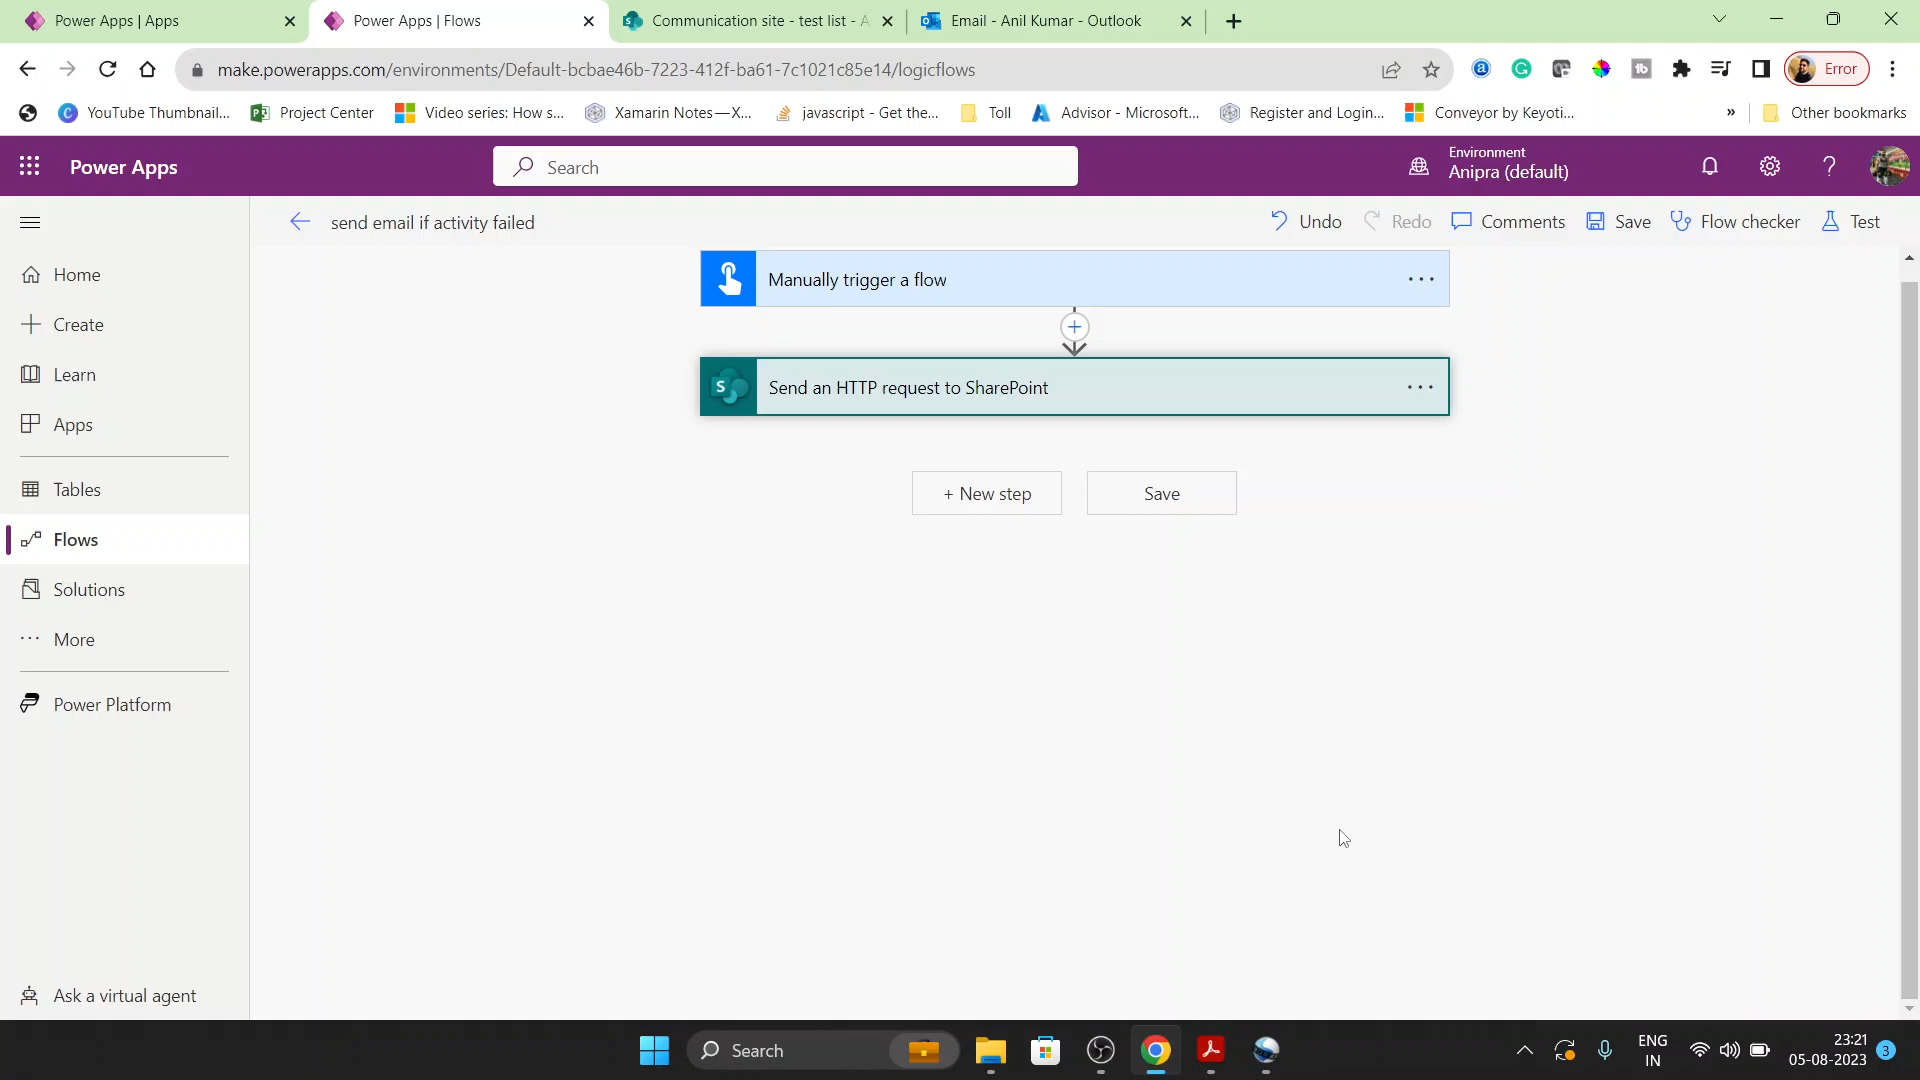 Power Apps | Apps
Power Apps | Flows
Communication site - test list - A
Email - Anil Kumar - Outlook
make.powerapps.com/environments/Default-bcbae46b-7223-412f-ba61-7c1021c85e14/logicflows
Error
YouTube Thumbnail...
Project Center
Video series: How s...
Xamarin Notes—X...
javascript - Get the...
Toll
Advisor - Microsoft...
Register and Login...
Conveyor by Keyoti...
»
Other bookmarks
Power Apps
Search
Environment
Anipra (default)
send email if activity failed
Undo
Redo
Comments
Save
Flow checker
Test
Home
Create
Learn
Apps
Tables
Flows
Solutions
More
Power Platform
Ask a virtual agent
Manually trigger a flow
Send an HTTP request to SharePoint
+ New step
Save
Search
ENG
IN
23:21
05-08-2023
3